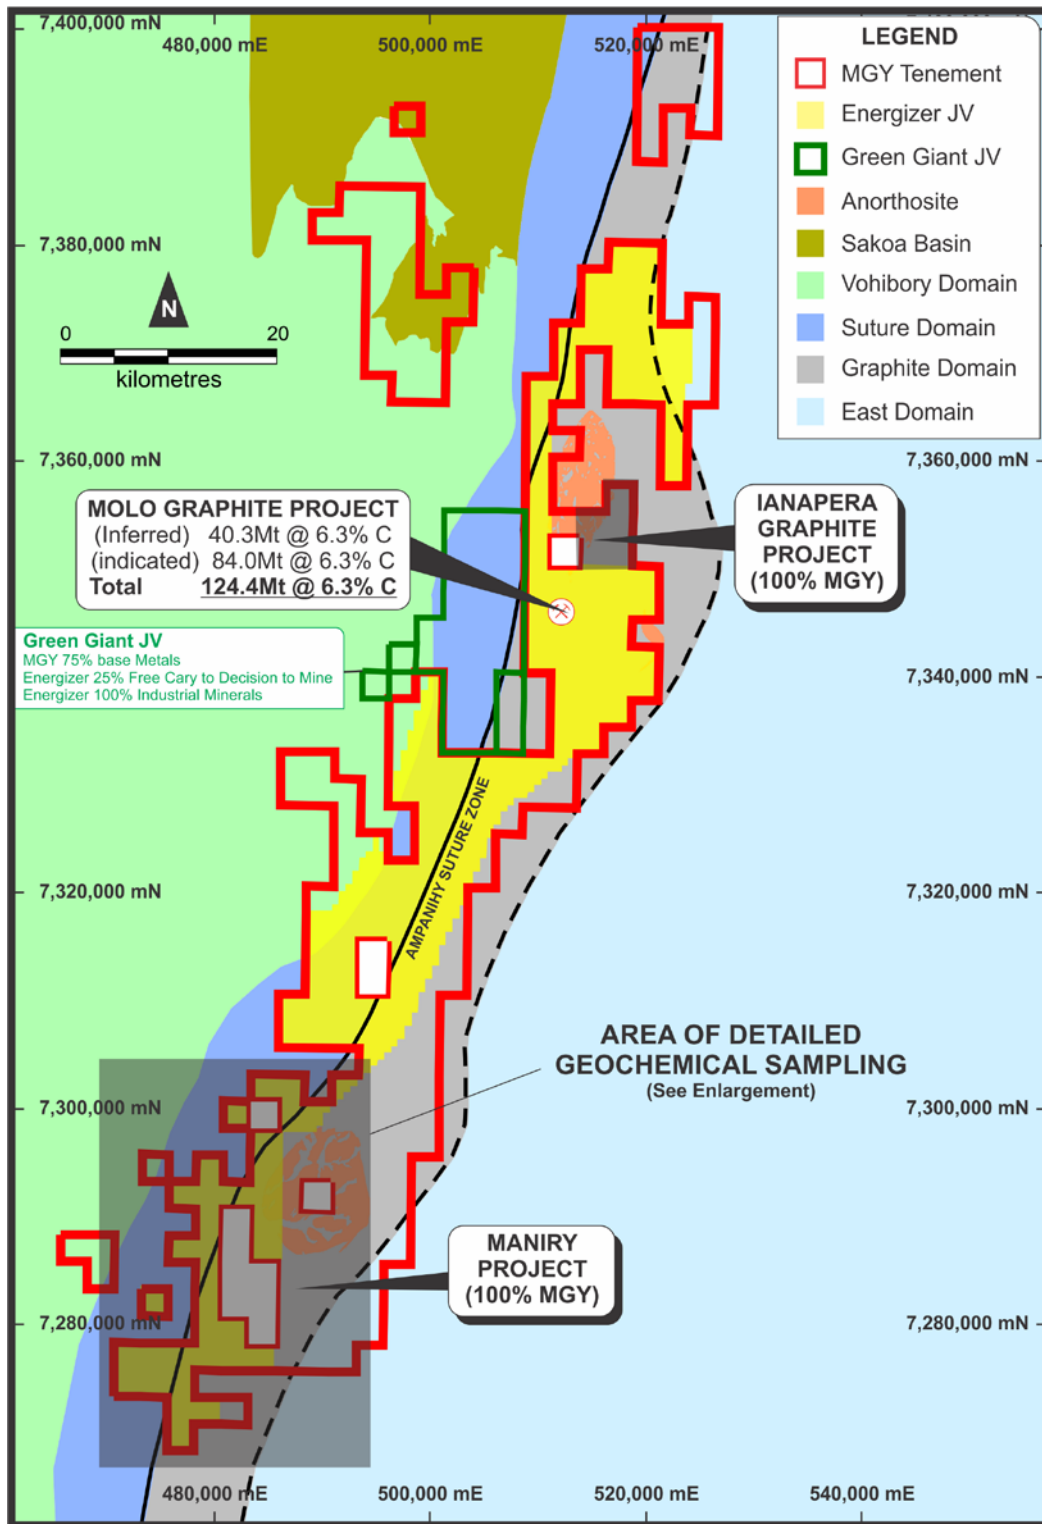 7,400,000 mN
480,000 mE
500,000 mE
520,000 mE
LEGEND
MGY Tenement
Energizer JV
Green Giant JV
Anorthosite
Sakoa Basin
Vohibory Domain
Suture Domain
Graphite Domain
East Domain
7,380,000 mN
N
0 20
kilometres
7,360,000 mN
7,360,000 mN
MOLO GRAPHITE PROJECT
(Inferred) 40.3Mt @ 6.3% C
(indicated) 84.0Mt @ 6.3% C
Total 124.4Mt @ 6.3% C
IANAPERA
GRAPHITE
PROJECT
(100% MGY)
Green Giant JV
MGY 75% base Metals
Energizer 25% Free Cary to Decision to Mine
Energizer 100% Industrial Minerals
7,340,000 mN
7,340,000 mN
AMPANIHY SUTURE ZONE
7,320,000 mN
7,320,000 mN
AREA OF DETAILED
GEOCHEMICAL SAMPLING
(See Enlargement)
7,300,000 mN
7,300,000 mN
MANIRY
PROJECT
(100% MGY)
7,280,000 mN
7,280,000 mN
480,000 mE
500,000 mE
520,000 mE
540,000 mE